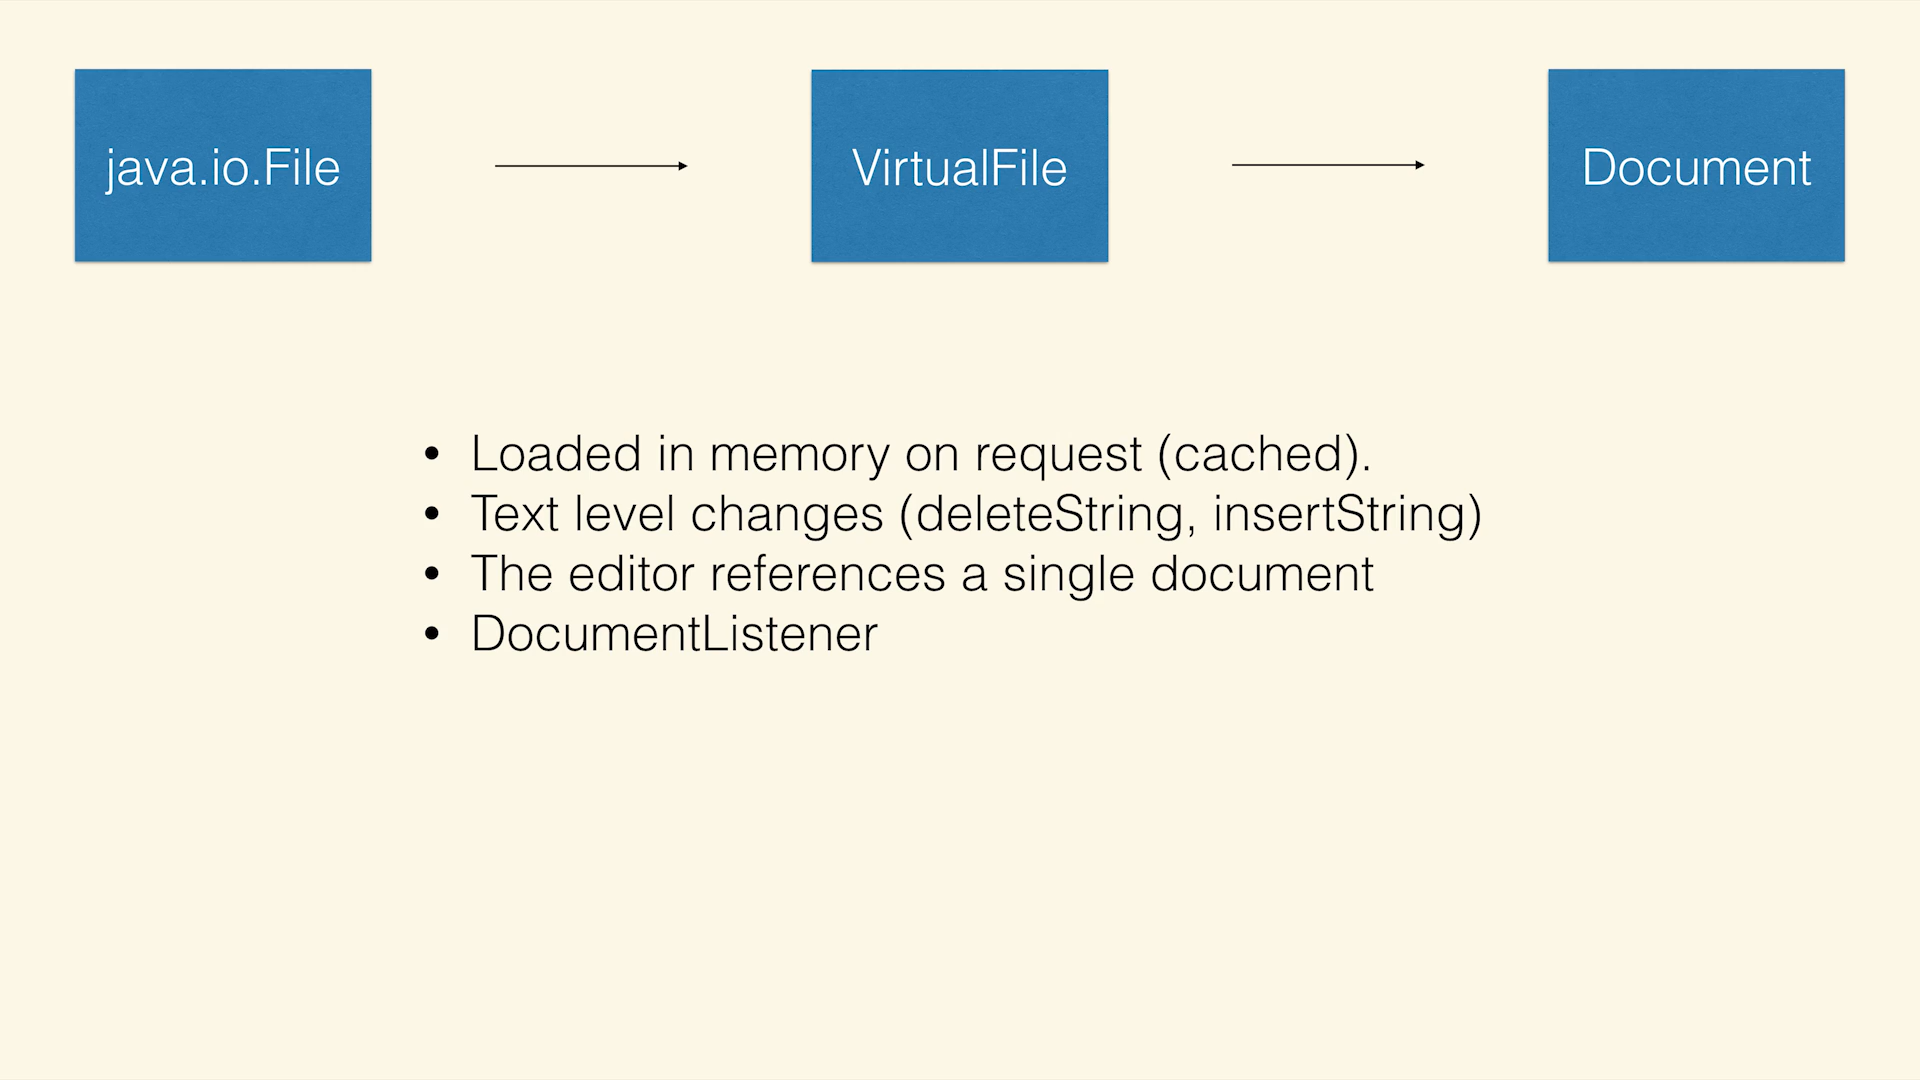 java.io.File
VirtualFile
Document
• Loaded in memory on request (cached).
• Text level changes (deleteString, insertString)
• The editor references a single document
• DocumentListener